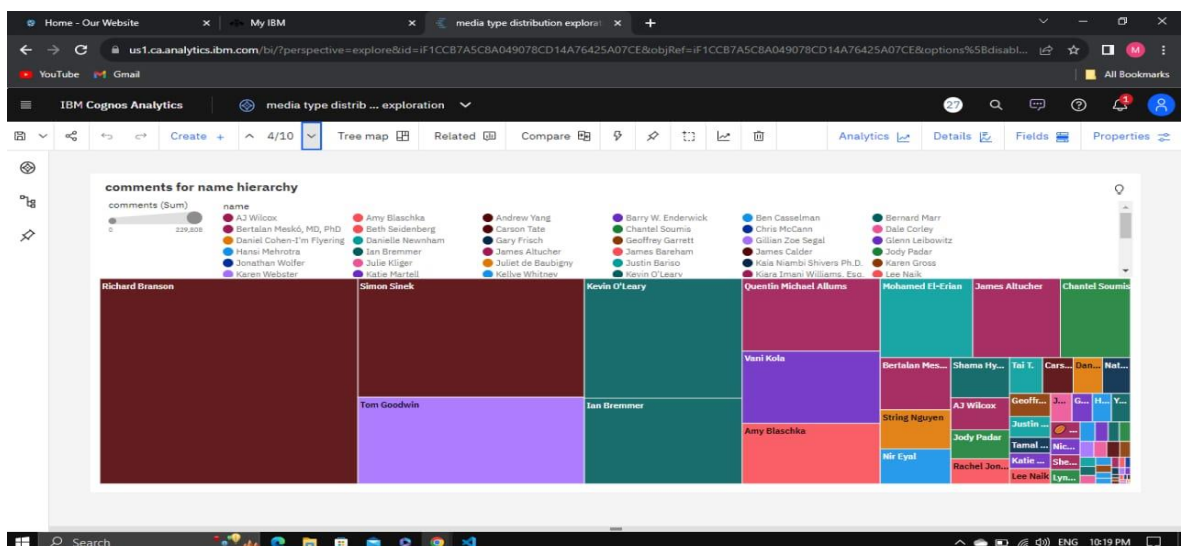 Home - Our Website
My IBM
media type distribution explorat
us1.ca.analytics.ibm.com/bi/?perspective=explore&id=iF1CCB7A5C8A049078CD14A76425A07CE&objRef=iF1CCB7A5C8A049078CD14A76425A07CE&options%5Bdisabl...
M
YouTube Gmail All Bookmarks
IBM Cognos Analytics media type distrib ... exploration 27 1
Create + 4/10 Tree map Related Compare Analytics Details Fields Properties
comments for name hierarchy
comments (Sum) name
0 229,808
AJ Wilcox Amy Blaschka Andrew Yang Barry W. Enderwick Ben Casselman Bernard Marr
Bertalan Meskó, MD, PhD Beth Seidenberg Carson Tate Chantel Soumis Chris McCann Dale Corley
Daniel Cohen-I'm Flyering Danielle Newnham Gary Frisch Geoffrey Garrett Gillian Zoe Segal Glenn Leibowitz
Hansi Mehrotra Ian Bremmer James Altucher James Bareham James Calder Jody Padar
Jonathan Wolfer Julie Kliger Juliet de Baubigny Justin Bariso Kaia Niambi Shivers Ph.D. Karen Gross
Karen Webster Katie Martell Kellye Whitney Kevin O'Leary Kiara Imani Williams, Esq. Lee Naik
Richard Branson Simon Sinek Kevin O'Leary Quentin Michael Allums Mohamed El-Erian James Altucher Chantel Soumis
Vani Kola Bertalan Mes... Shama Hy... Tai T. Cars... Dan... Nat...
Tom Goodwin Ian Bremmer AJ Wilcox Geoffr... J... G... H... Y...
String Nguyen Justin ...
Amy Blaschka Jody Padar Tamal ... Nic...
Nir Eyal Rachel Jon... Katie ... She...
Lee Naik Lyn...
Search ENG 10:19 PM